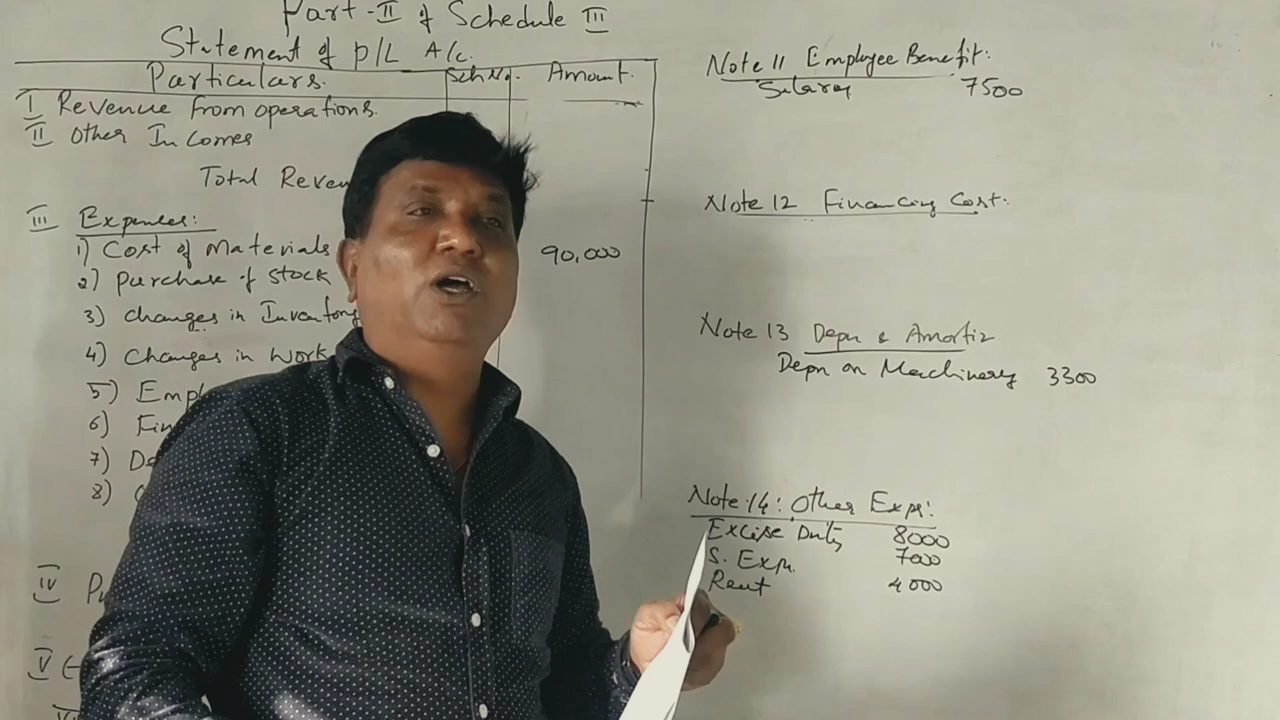 Part-II of Schedule III
Statement of P/L A/c.
Particulars. Sch No. Amount.
I Revenue from operations.
II Other Incomes
Total Reven
III Expenses:
1) Cost of Materials 90,000
2) Purchase of stock
3) Changes in Inventory
4) Changes in Work
5) Emp
6) Fin
7) De
8)
IV
V
Note 11 Employee Benefit:
Salary 7500
Note 12 Financing Cost:
Note 13 Depn & Amortiz
Depn on Machinery 3300
Note 14: Other Exps:
Excise Duty 8000
S. Exp. 7000
Rent 4000